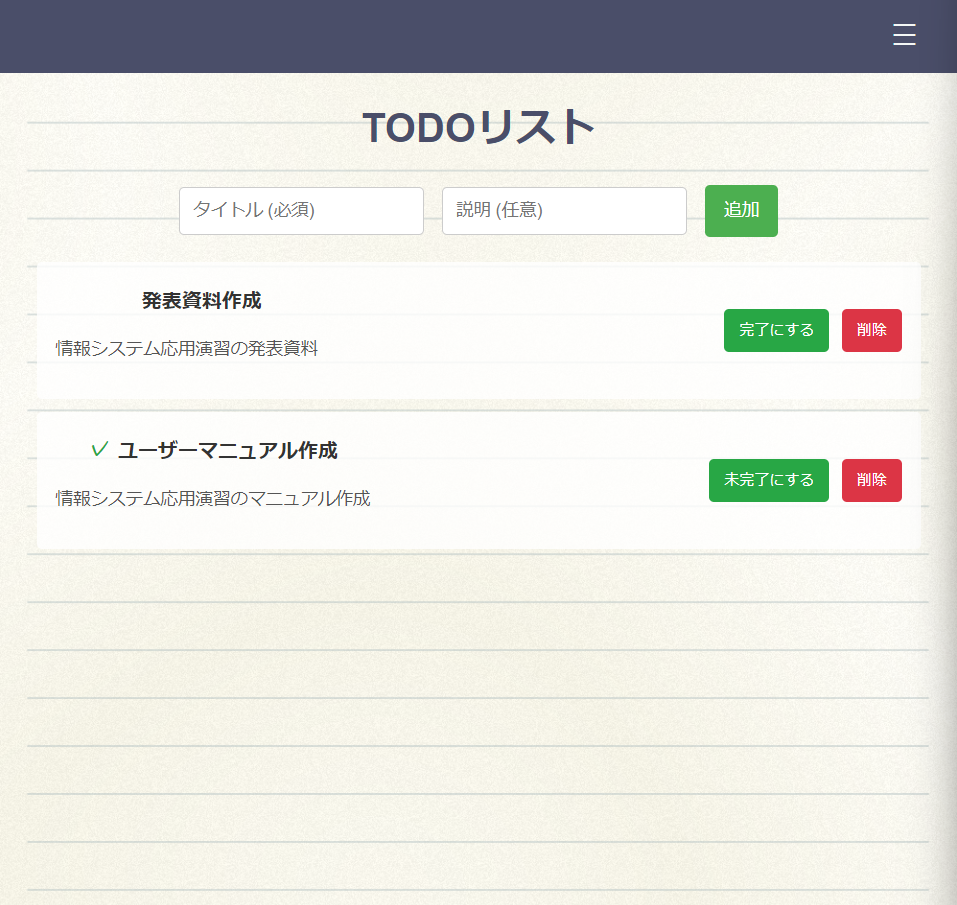 TODOリスト
タイトル (必須) 説明 (任意) 追加
発表資料作成
情報システム応用演習の発表資料
完了にする 削除
✓ ユーザーマニュアル作成
情報システム応用演習のマニュアル作成
未完了にする 削除